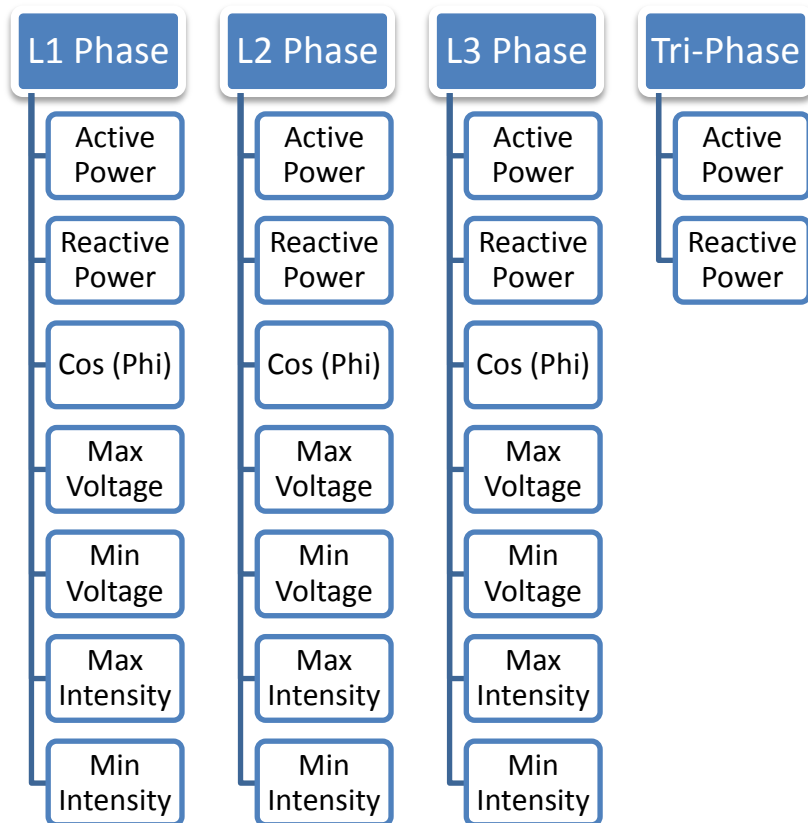 L1 Phase
Active
Power
Reactive
Power
Cos (Phi)
Max
Voltage
Min
Voltage
Max
Intensity
Min
Intensity
L2 Phase
Active
Power
Reactive
Power
Cos (Phi)
Max
Voltage
Min
Voltage
Max
Intensity
Min
Intensity
L3 Phase
Active
Power
Reactive
Power
Cos (Phi)
Max
Voltage
Min
Voltage
Max
Intensity
Min
Intensity
Tri-Phase
Active
Power
Reactive
Power